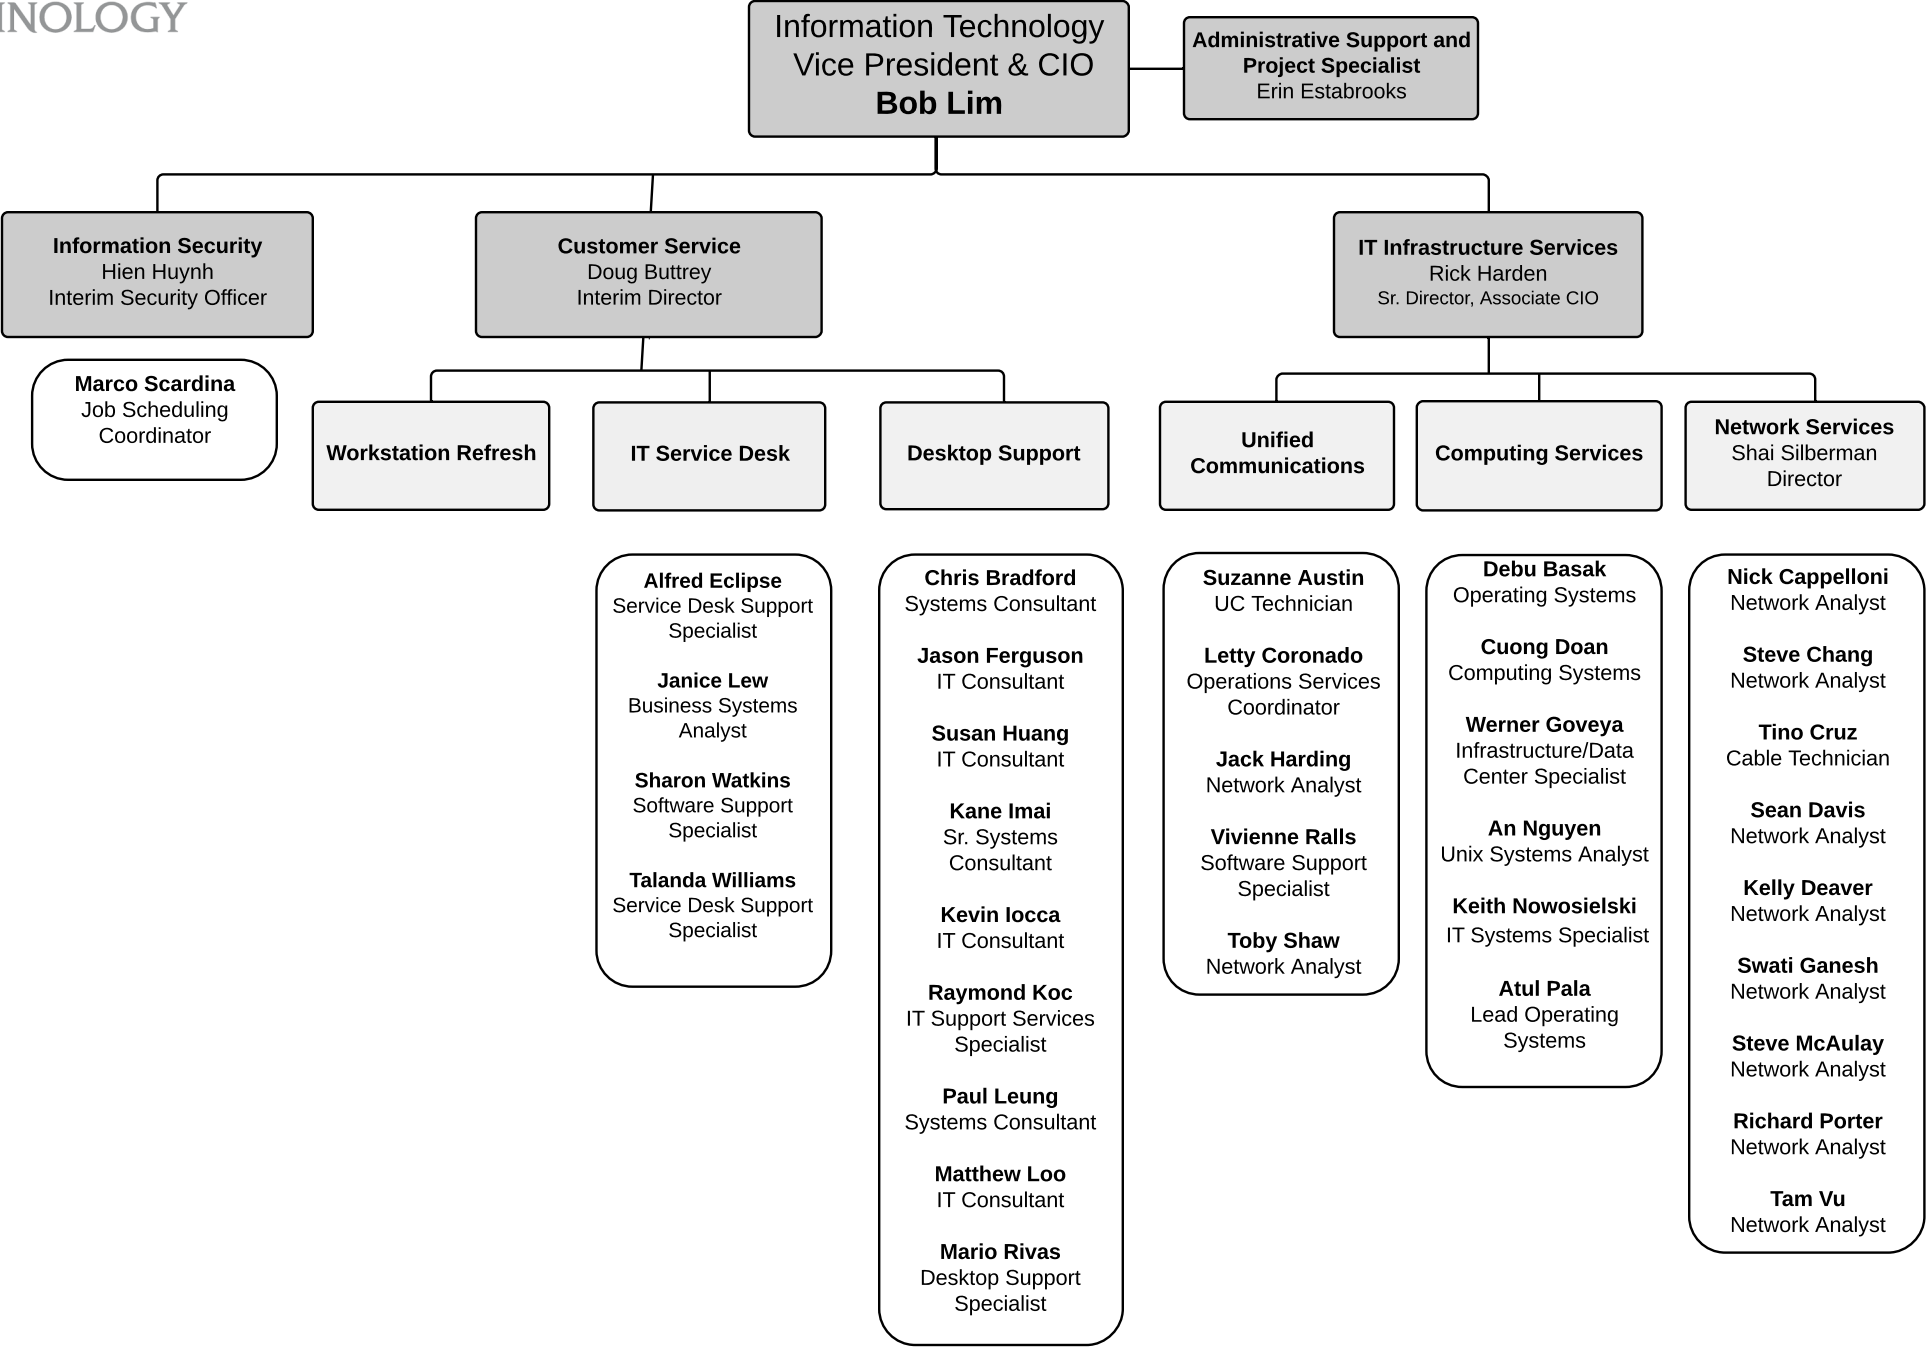 NOLOGY
Information Technology
Vice President & CIO
Bob Lim
Administrative Support and
Project Specialist
Erin Estabrooks
Information Security
Hien Huynh
Interim Security Officer
Customer Service
Doug Buttrey
Interim Director
IT Infrastructure Services
Rick Harden
Sr. Director, Associate CIO
Marco Scardina
Job Scheduling
Coordinator
Workstation Refresh
IT Service Desk
Desktop Support
Unified
Communications
Computing Services
Network Services
Shai Silberman
Director
Alfred Eclipse
Service Desk Support
Specialist
Janice Lew
Business Systems
Analyst
Sharon Watkins
Software Support
Specialist
Talanda Williams
Service Desk Support
Specialist
Chris Bradford
Systems Consultant
Jason Ferguson
IT Consultant
Susan Huang
IT Consultant
Kane Imai
Sr. Systems
Consultant
Kevin Iocca
IT Consultant
Raymond Koc
IT Support Services
Specialist
Paul Leung
Systems Consultant
Matthew Loo
IT Consultant
Mario Rivas
Desktop Support
Specialist
Suzanne Austin
UC Technician
Letty Coronado
Operations Services
Coordinator
Jack Harding
Network Analyst
Vivienne Ralls
Software Support
Specialist
Toby Shaw
Network Analyst
Debu Basak
Operating Systems
Cuong Doan
Computing Systems
Werner Goveya
Infrastructure/Data
Center Specialist
An Nguyen
Unix Systems Analyst
Keith Nowosielski
IT Systems Specialist
Atul Pala
Lead Operating
Systems
Nick Cappelloni
Network Analyst
Steve Chang
Network Analyst
Tino Cruz
Cable Technician
Sean Davis
Network Analyst
Kelly Deaver
Network Analyst
Swati Ganesh
Network Analyst
Steve McAulay
Network Analyst
Richard Porter
Network Analyst
Tam Vu
Network Analyst